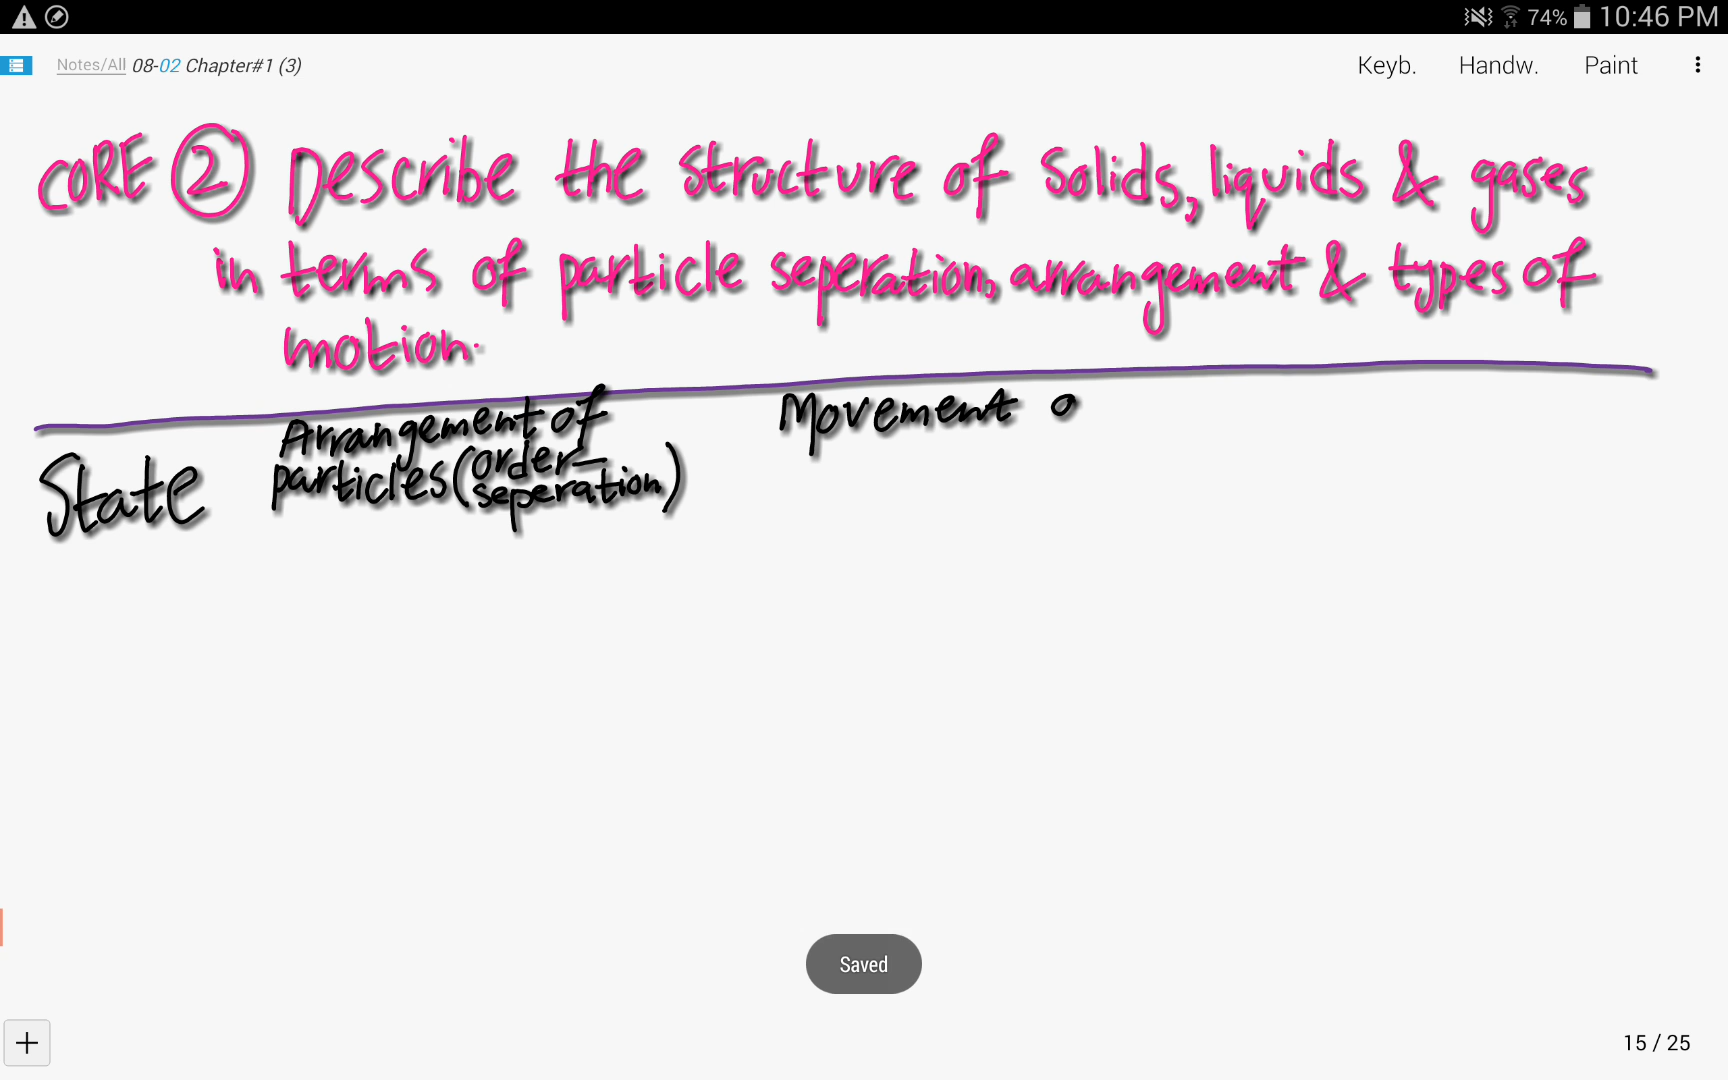 74% 10:46 PM
Notes/All 08-02 Chapter#1 (3) Keyb. Handw. Paint
CORE 2 Describe the structure of solids, liquids & gases
in terms of particle seperation, arrangement & types of
motion.
Arrangement of Movement o
State particles (order-
seperation)
Saved
+ 15 / 25